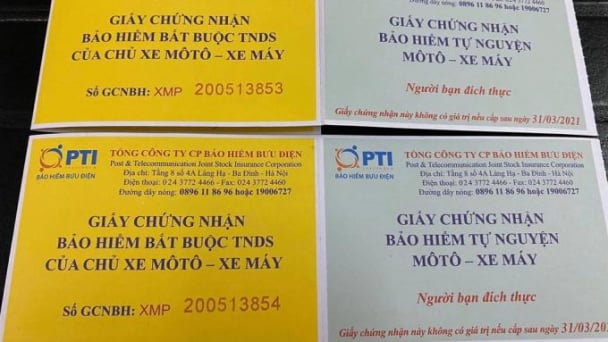 GIẤY CHỨNG NHẬN
BẢO HIỂM BẮT BUỘC TNDS
CỦA CHỦ XE MÔTÔ – XE MÁY
Số GCNBH: XMP 200513853
Đường dây nóng: 0896 11 86 96 hoặc 19006727
GIẤY CHỨNG NHẬN
BẢO HIỂM TỰ NGUYỆN
MÔTÔ – XE MÁY
Người bạn đích thực
Giấy chứng nhận này không có giá trị nếu cấp sau ngày 31/03/2021
PTI
BẢO HIỂM BƯU ĐIỆN
TỔNG CÔNG TY CP BẢO HIỂM BƯU ĐIỆN
Post & Telecommunication Joint Stock Insurance Corporation
Địa chỉ: Tầng 8 số 4A Láng Hạ - Ba Đình - Hà Nội
Điện thoại: 024 3772 4466 - Fax: 024 3772 4460
Đường dây nóng: 0896 11 86 96 hoặc 19006727
GIẤY CHỨNG NHẬN
BẢO HIỂM BẮT BUỘC TNDS
CỦA CHỦ XE MÔTÔ – XE MÁY
Số GCNBH: XMP 200513854
PTI
BẢO HIỂM BƯU ĐIỆN
TỔNG CÔNG TY CP BẢO HIỂM BƯU ĐIỆN
Post & Telecommunication Joint Stock Insurance Corporation
Địa chỉ: Tầng 8 số 4A Láng Hạ - Ba Đình - Hà Nội
Điện thoại: 024 3772 4466 - Fax: 024 3772 4460
Đường dây nóng: 0896 11 86 96 hoặc 19006727
GIẤY CHỨNG NHẬN
BẢO HIỂM TỰ NGUYỆN
MÔTÔ – XE MÁY
Người bạn đích thực
Giấy chứng nhận này không có giá trị nếu cấp sau ngày 31/03/2021